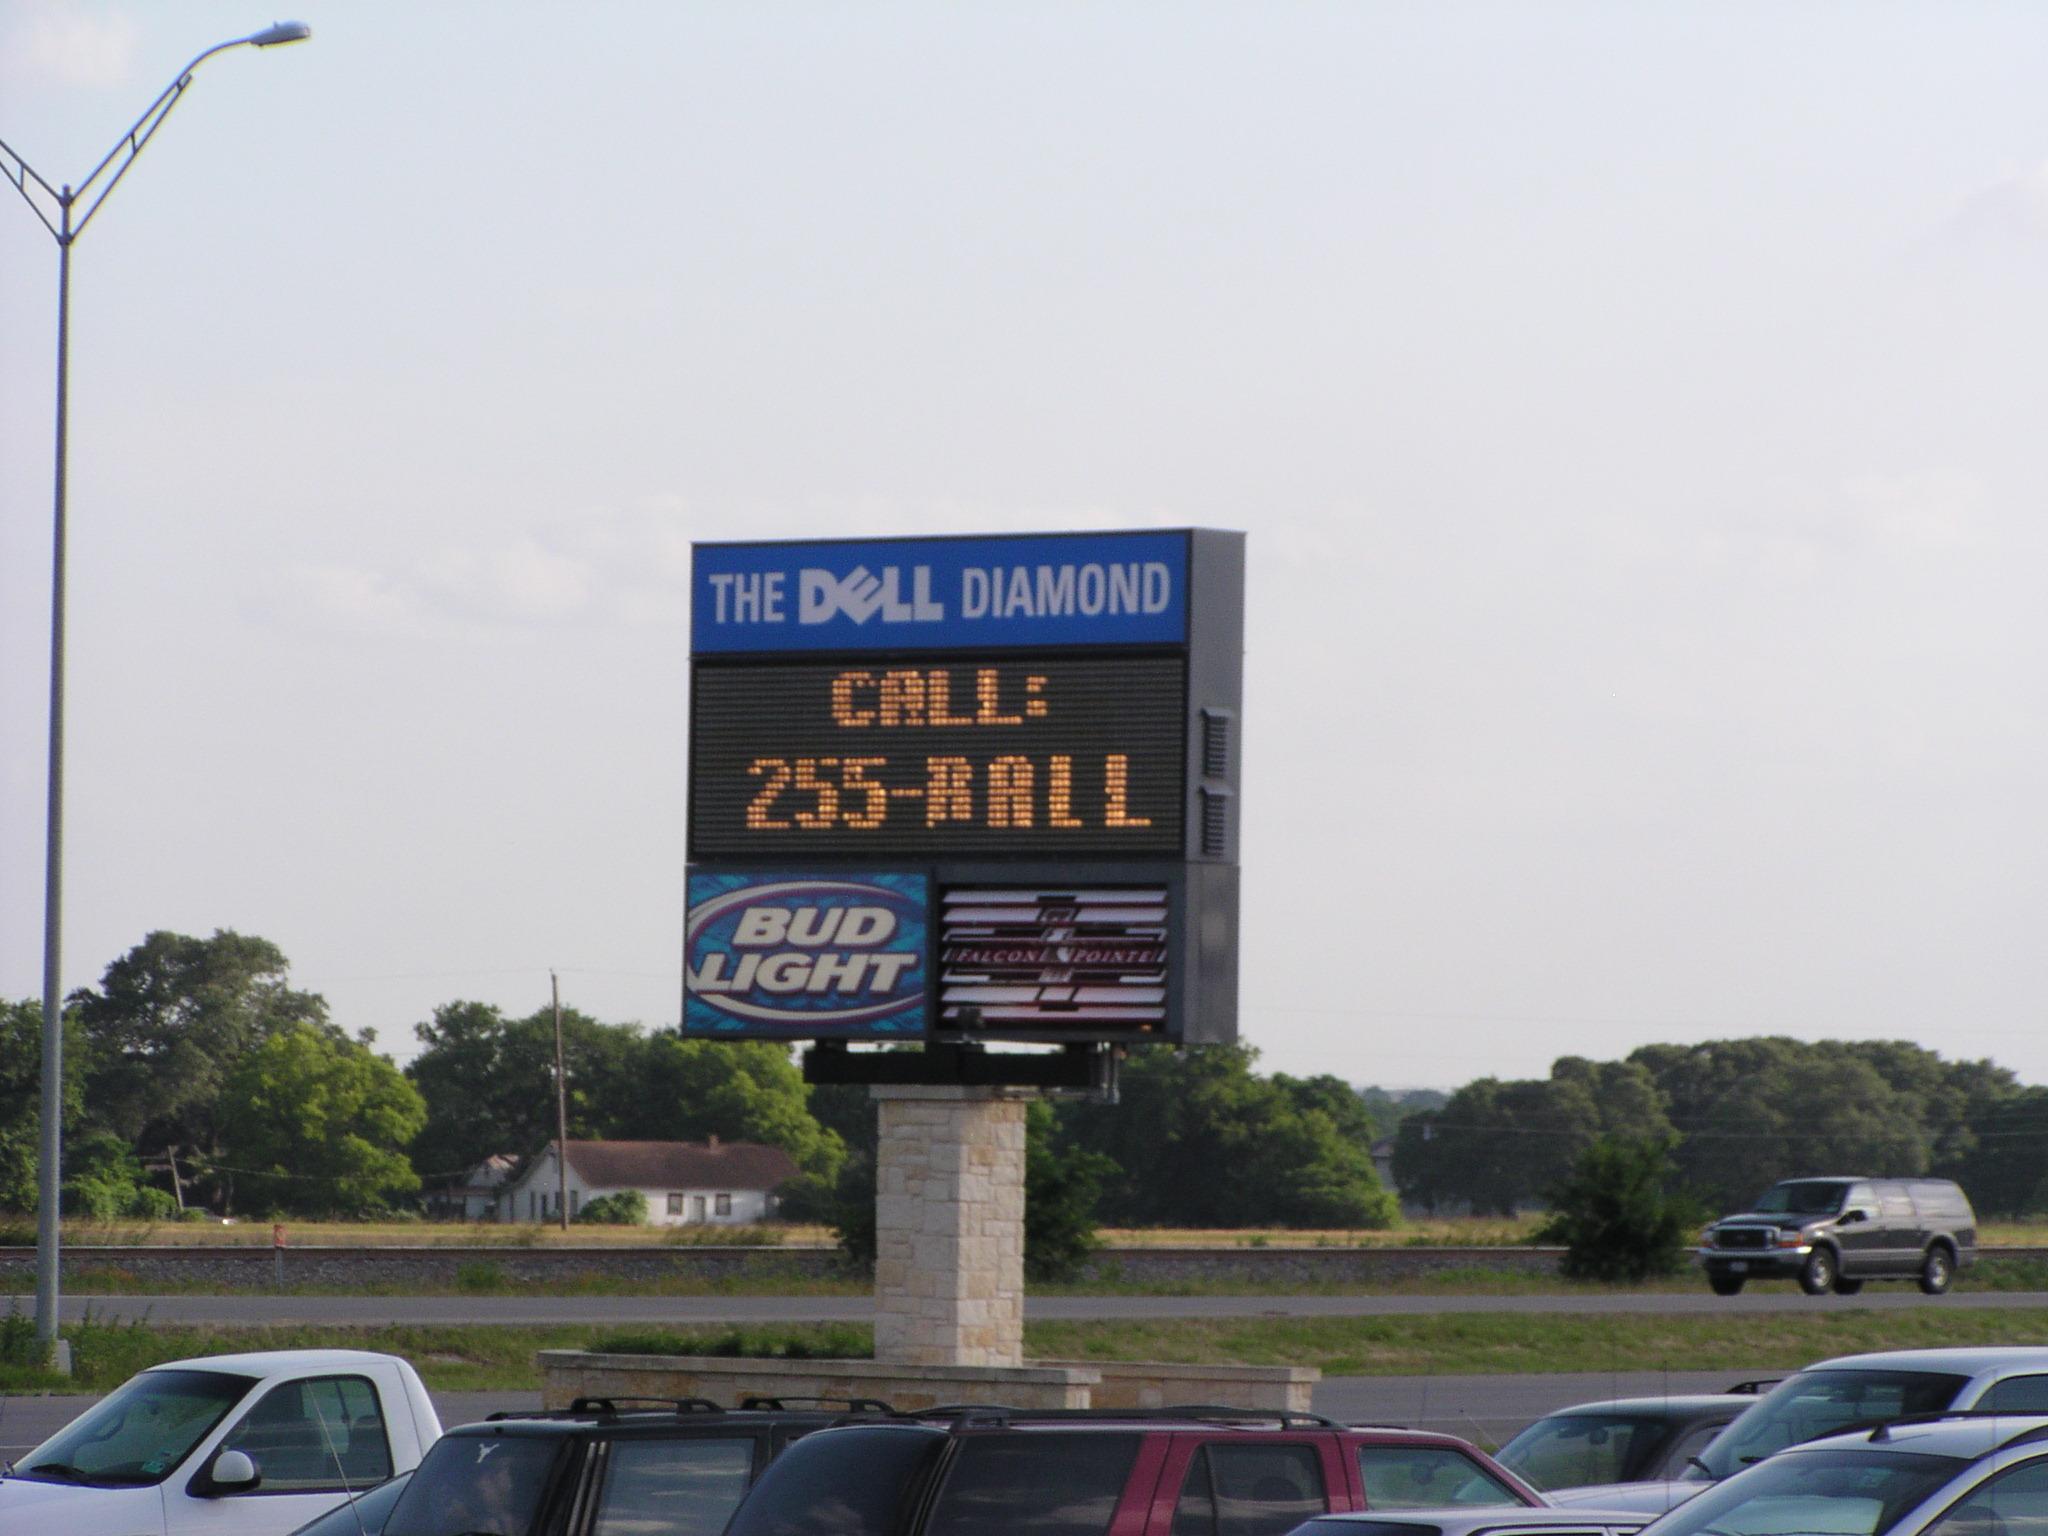 THE DELL DIAMOND
CALL:
255-BALL
BUD
LIGHT
FALCON POINTE